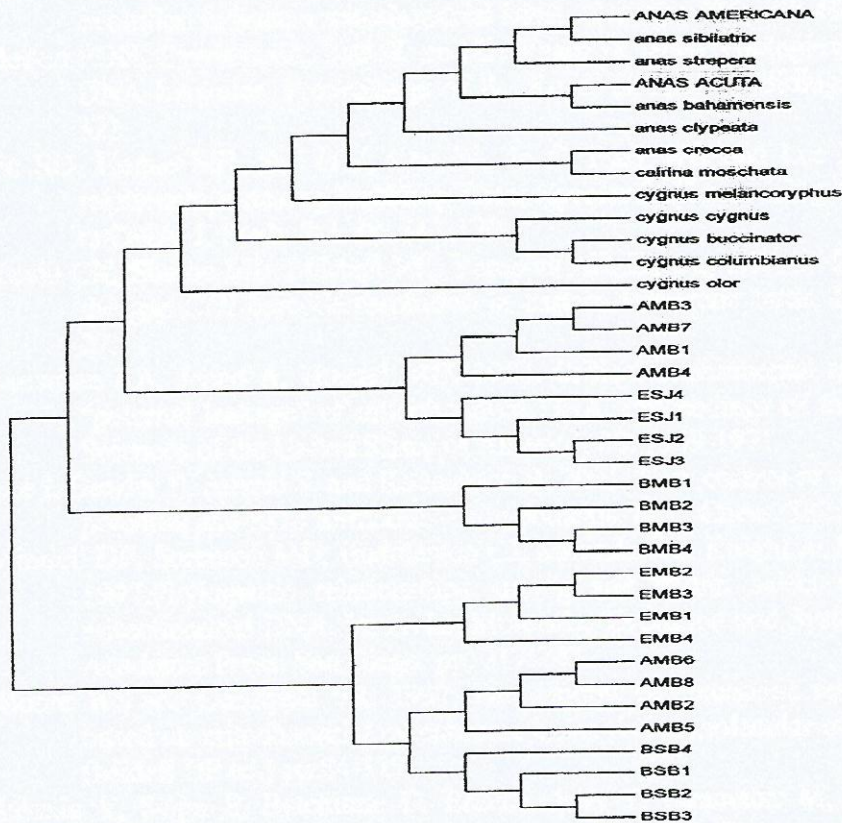 ANAS AMERICANA
anas sibilatrix
anas strepera
ANAS ACUTA
anas bahamensis
anas clypeata
anas crecca
cairina moschata
cygnus melancoryphus
cygnus cygnus
cygnus buccinator
cygnus columbianus
cygnus olor
AMB3
AMB7
AMB1
AMB4
ESJ4
ESJ1
ESJ2
ESJ3
BMB1
BMB2
BMB3
BMB4
EMB2
EMB3
EMB1
EMB4
AMB6
AMB8
AMB2
AMB5
BSB4
BSB1
BSB2
BSB3